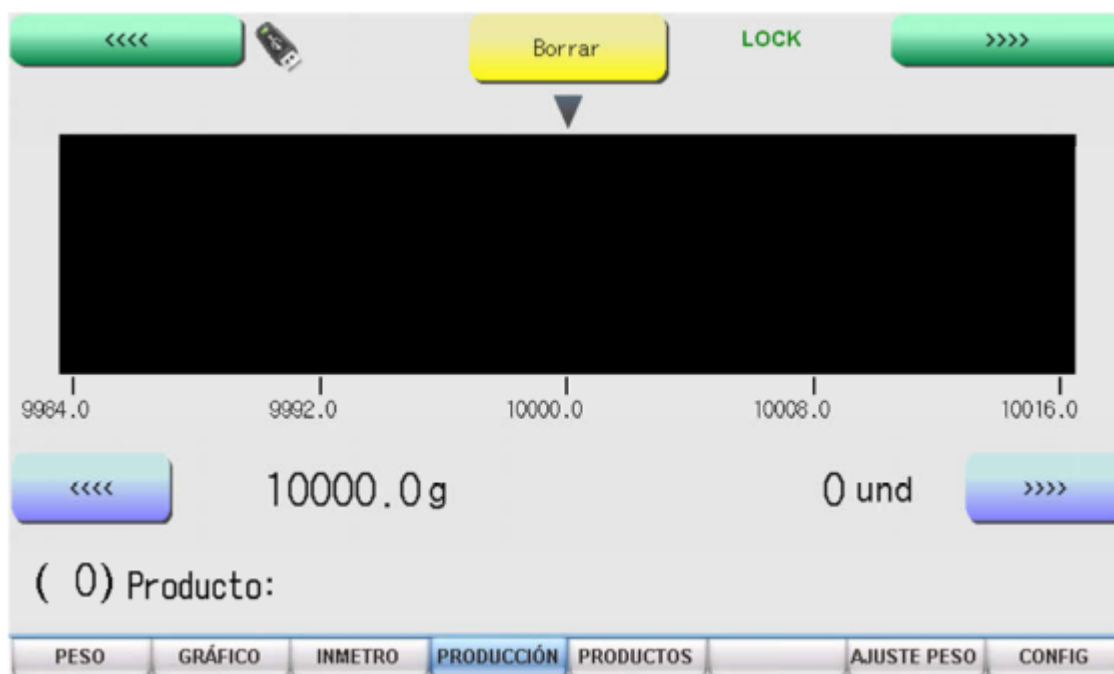 <<<< Borrar LOCK >>>>
9984.0 9992.0 10000.0 10008.0 10016.0
<<<< 10000.0 g 0 und >>>>
( 0) Producto:
PESO GRÁFICO INMETRO PRODUCCIÓN PRODUCTOS AJUSTE PESO CONFIG